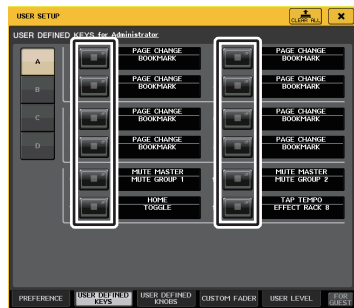 USER SETUP
CLEAR ALL
USER DEFINED KEYS for Administrator
A
PAGE CHANGE
BOOKMARK
PAGE CHANGE
BOOKMARK
B
PAGE CHANGE
BOOKMARK
PAGE CHANGE
BOOKMARK
C
PAGE CHANGE
BOOKMARK
PAGE CHANGE
BOOKMARK
D
PAGE CHANGE
BOOKMARK
PAGE CHANGE
BOOKMARK
MUTE MASTER
MUTE GROUP 1
MUTE MASTER
MUTE GROUP 2
HOME
TOGGLE
TAP TEMPO
EFFECT RACK 8
PREFERENCE
USER DEFINED
KEYS
USER DEFINED
KNOBS
CUSTOM FADER
USER LEVEL
FOR
GUEST